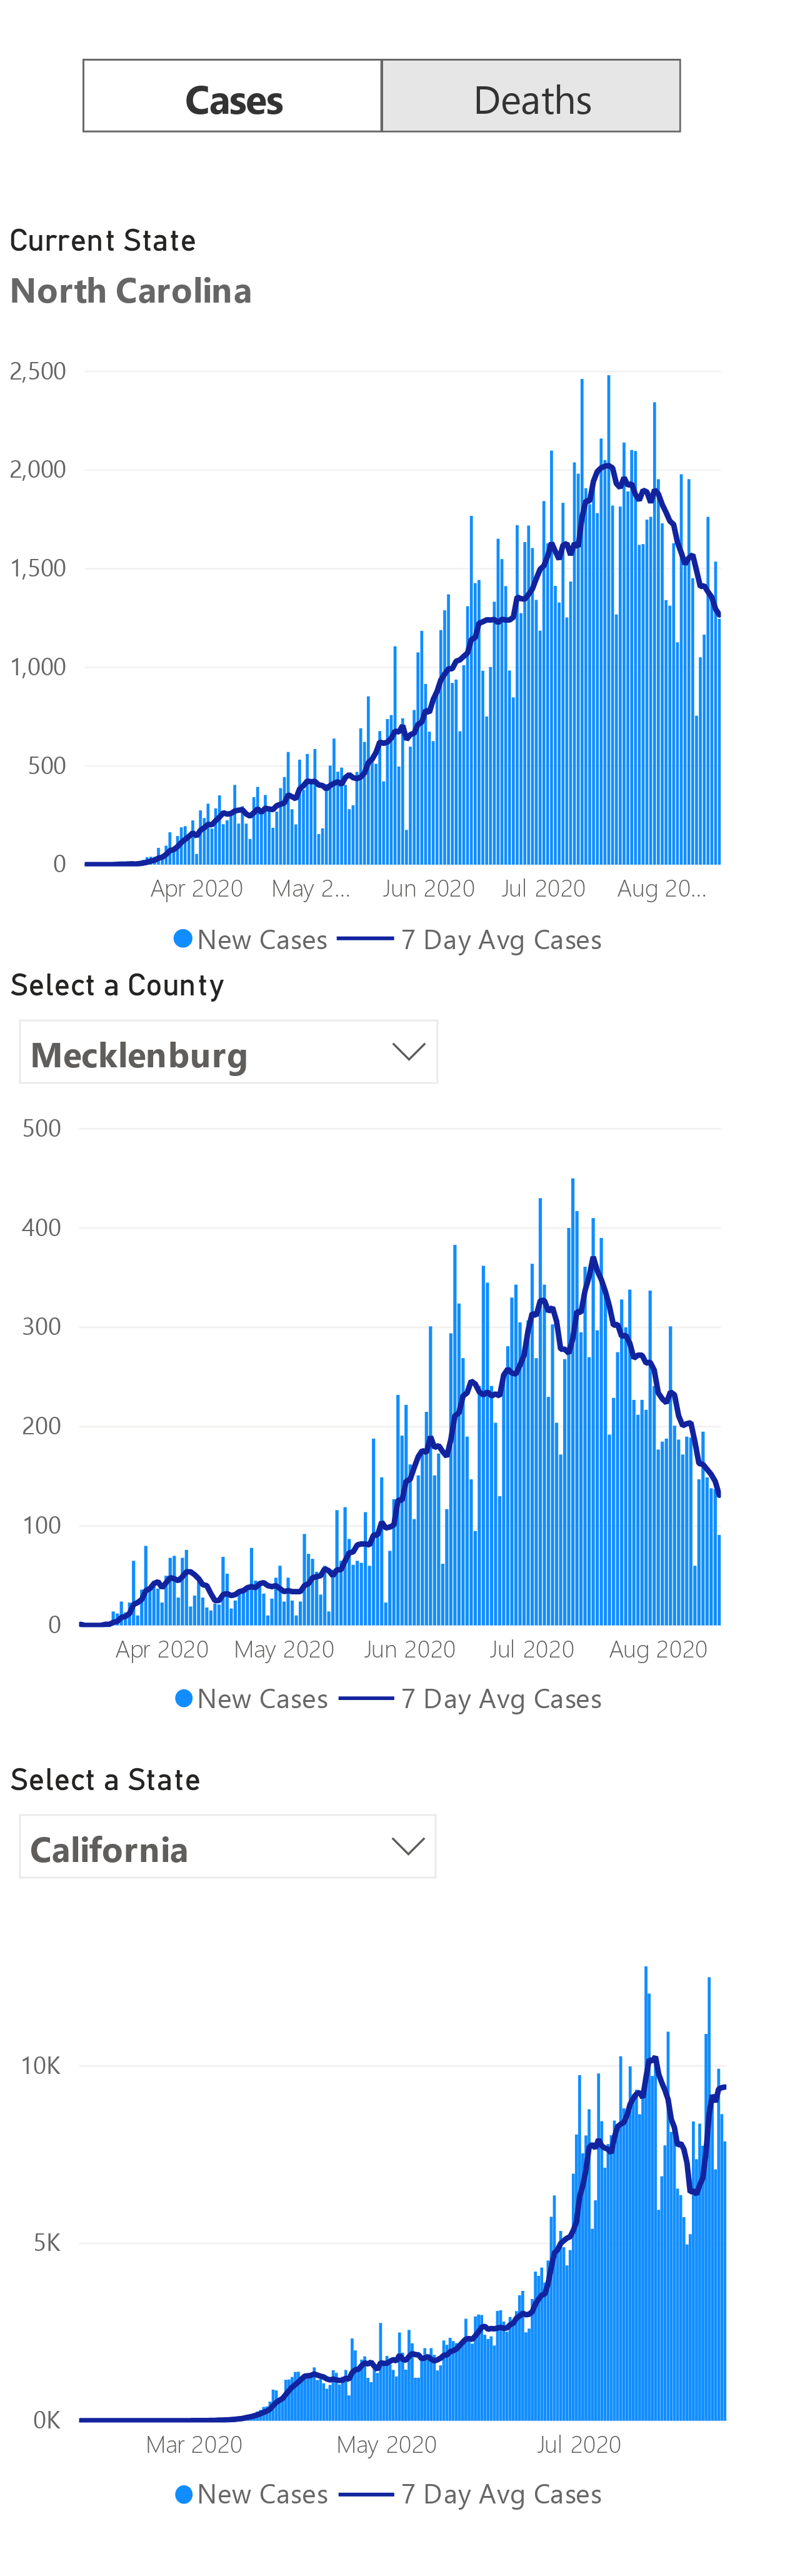 Cases Deaths
Current State
North Carolina
2,500
2,000
1,500
1,000
500
0
Apr 2020 May 2... Jun 2020 Jul 2020 Aug 20...
New Cases 7 Day Avg Cases
Select a County
Mecklenburg
500
400
300
200
100
0
Apr 2020 May 2020 Jun 2020 Jul 2020 Aug 2020
New Cases 7 Day Avg Cases
Select a State
California
10K
5K
0K
Mar 2020 May 2020 Jul 2020
New Cases 7 Day Avg Cases